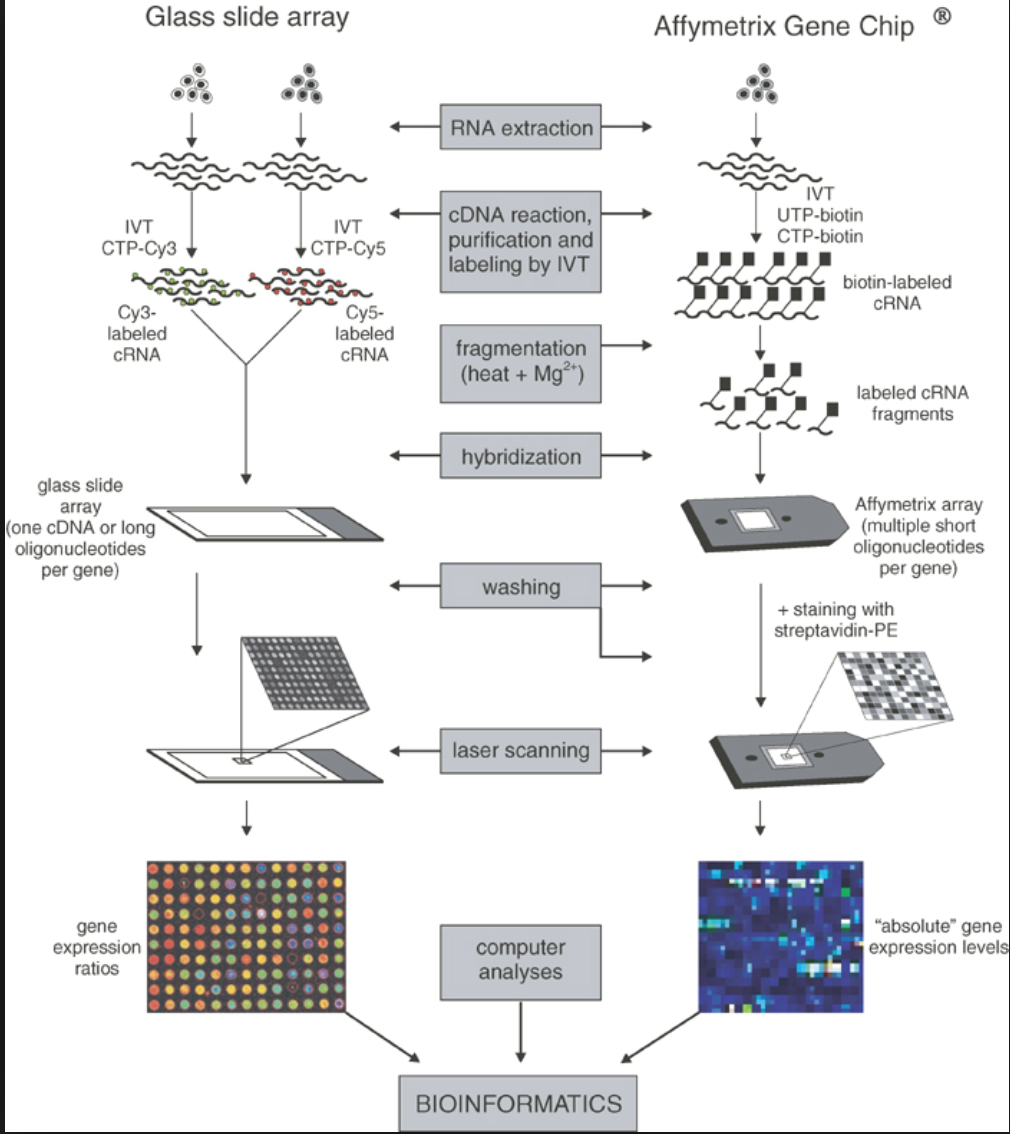 Glass slide array
Affymetrix Gene Chip ®
RNA extraction
IVT
CTP-Cy3
IVT
CTP-Cy5
cDNA reaction,
purification and
labeling by IVT
IVT
UTP-biotin
CTP-biotin
Cy3-
labeled
cRNA
Cy5-
labeled
cRNA
biotin-labeled
cRNA
fragmentation
(heat + Mg2+)
labeled cRNA
fragments
hybridization
glass slide
array
(one cDNA or long
oligonucleotides
per gene)
Affymetrix array
(multiple short
oligonucleotides
per gene)
washing
+ staining with
streptavidin-PE
laser scanning
gene
expression
ratios
computer
analyses
“absolute” gene
expression levels
BIOINFORMATICS